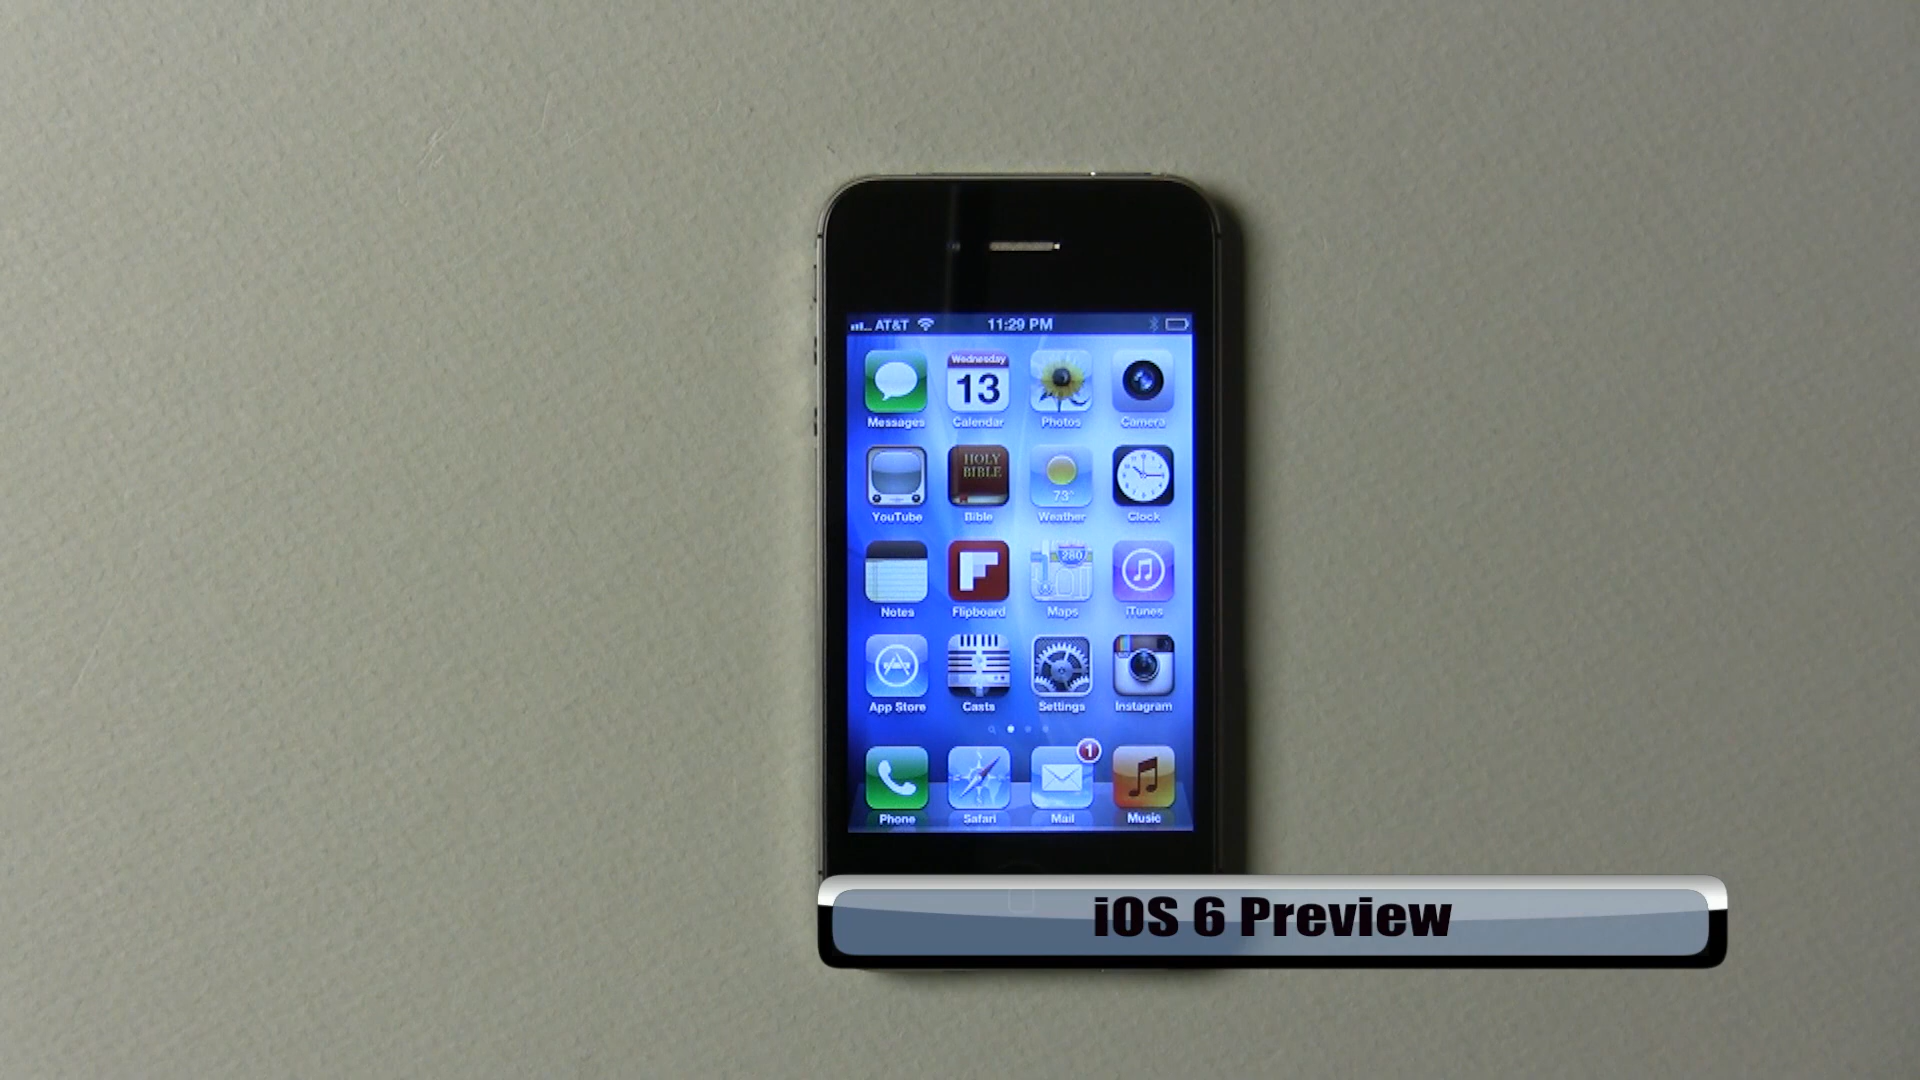 AT&T 11:29 PM
Wednesday
13
Messages Calendar Photos Camera
HOLY
BIBLE
73°
YouTube Bible Weather Clock
280
Notes Flipboard Maps iTunes
App Store Casts Settings Instagram
1
Phone Safari Mail Music
iOS 6 Preview